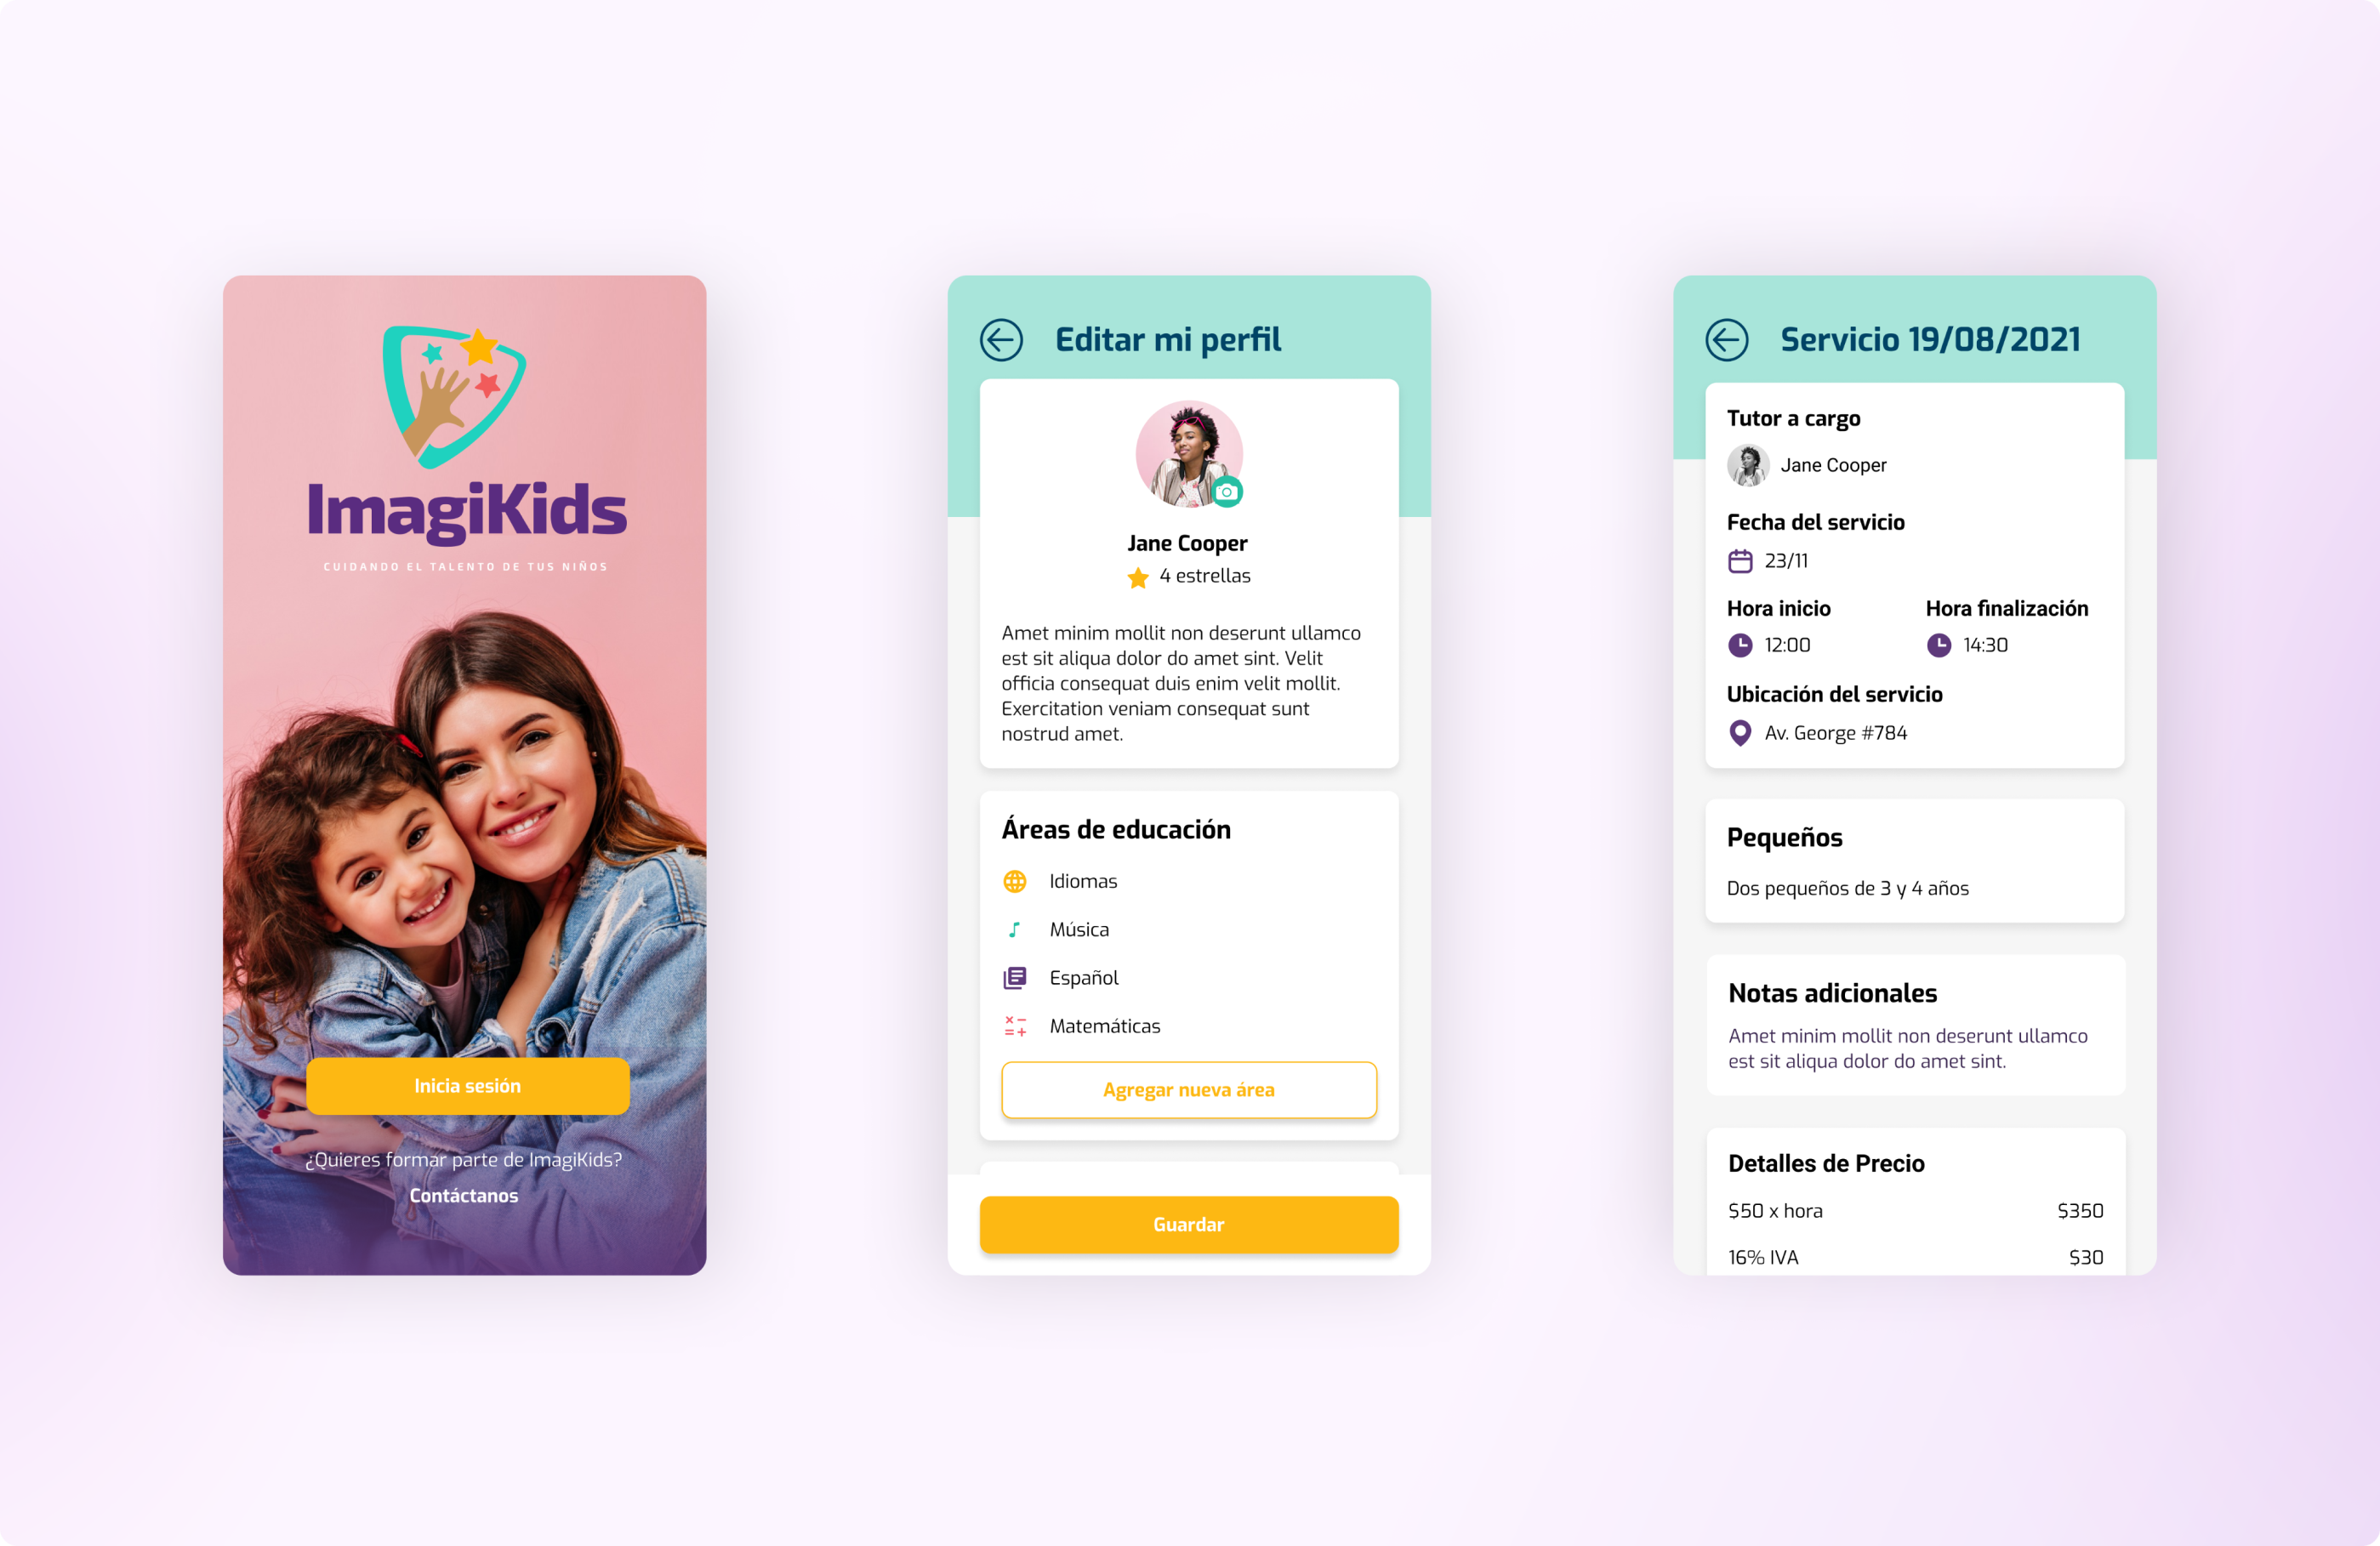 ImagiKids
CUIDANDO EL TALENTO DE TUS NIÑOS
Inicia sesión
¿Quieres formar parte de ImagiKids?
Contáctanos
Editar mi perfil
Jane Cooper
4 estrellas
Amet minim mollit non deserunt ullamco
est sit aliqua dolor do amet sint. Velit
officia consequat duis enim velit mollit.
Exercitation veniam consequat sunt
nostrud amet.
Áreas de educación
Idiomas
Música
Español
Matemáticas
Agregar nueva área
Guardar
Servicio 19/08/2021
Tutor a cargo
Jane Cooper
Fecha del servicio
23/11
Hora inicio Hora finalización
12:00 14:30
Ubicación del servicio
Av. George #784
Pequeños
Dos pequeños de 3 y 4 años
Notas adicionales
Amet minim mollit non deserunt ullamco
est sit aliqua dolor do amet sint.
Detalles de Precio
$50 x hora $350
16% IVA $30